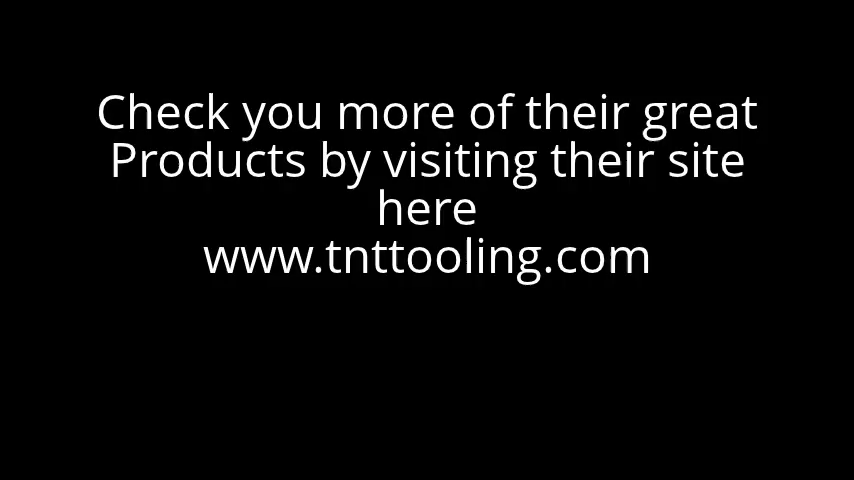 Check you more of their great
Products by visiting their site
here
www.tnttooling.com